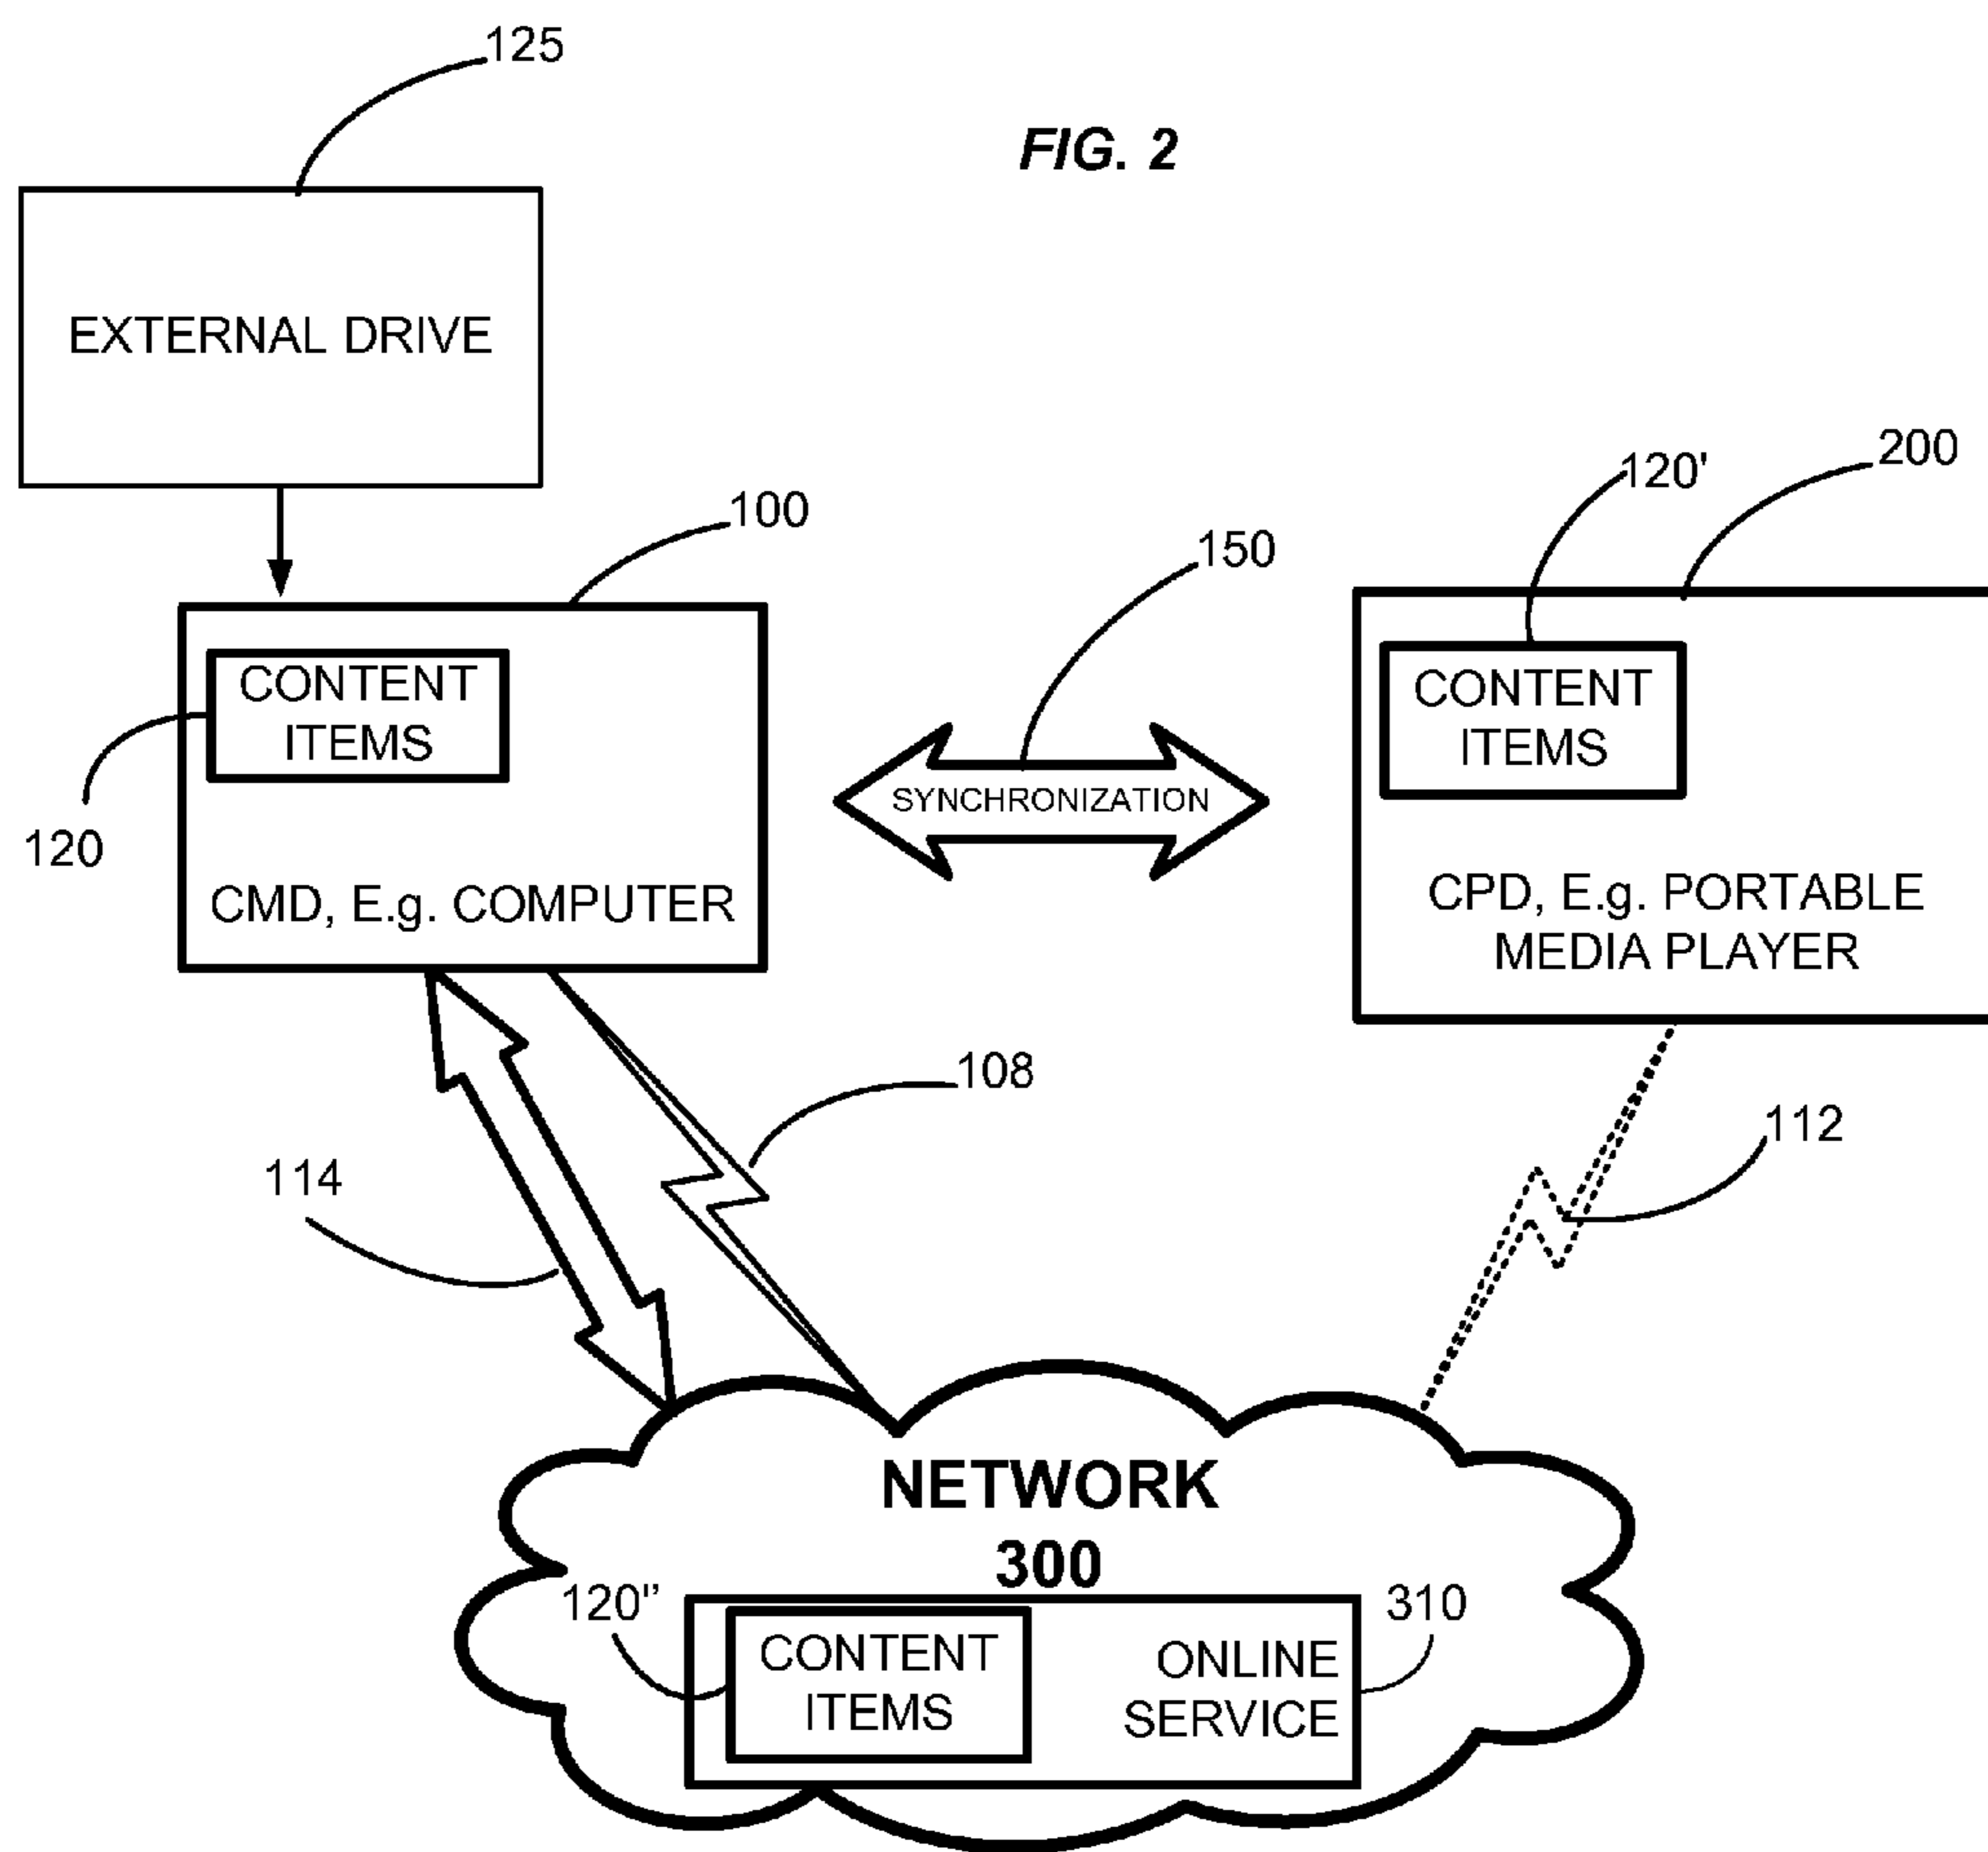 125
FIG. 2
EXTERNAL DRIVE
200
120'
100
150
CONTENT
ITEMS
120
CMD, E.g. COMPUTER
SYNCHRONIZATION
CONTENT
ITEMS
CPD, E.g. PORTABLE
MEDIA PLAYER
108
112
114
NETWORK
300
120''
310
CONTENT
ITEMS
ONLINE
SERVICE